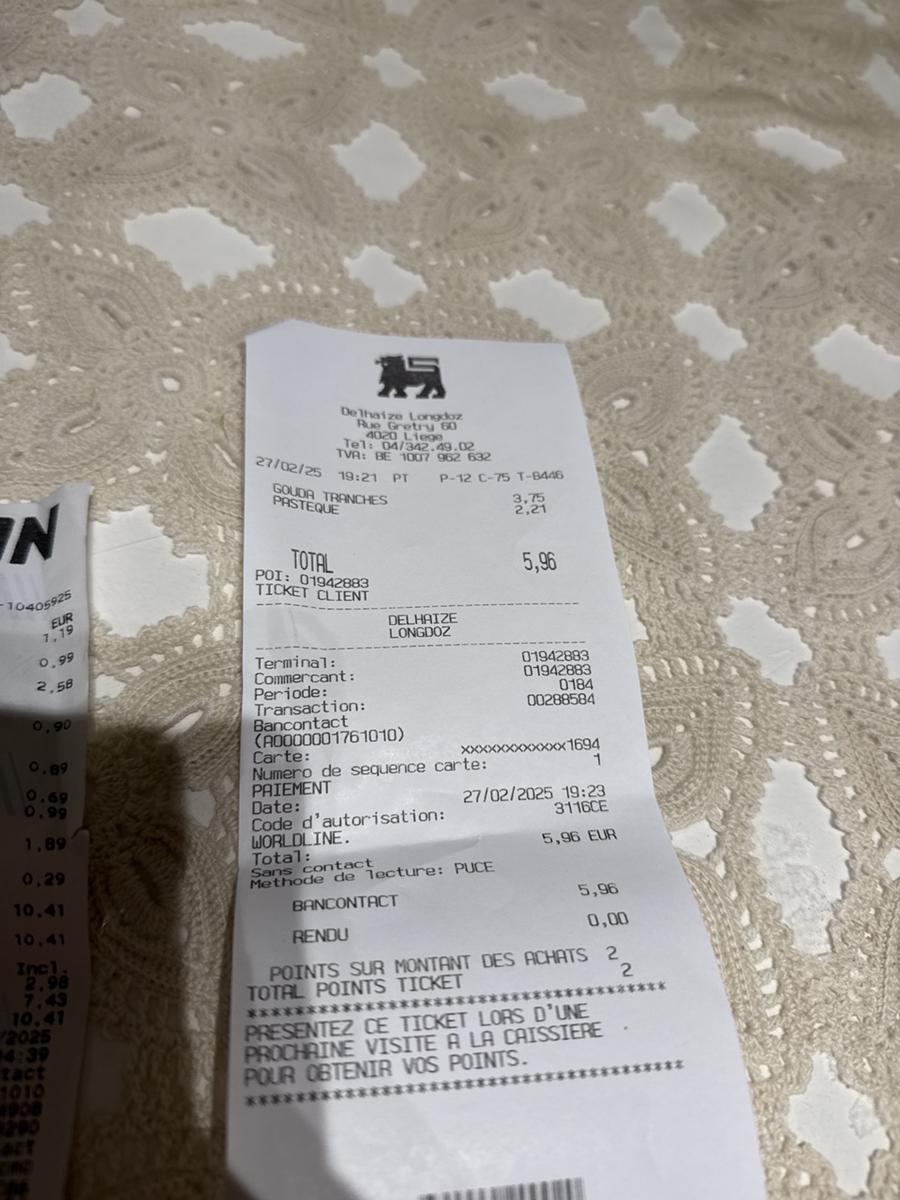 Delhaize Longdoz
Rue Gretry 60
4020 Liege
Tel: 04/342.49.02
TVA: BE 1007 962 632
27/02/25 19:21 PT P-12 C-75 T-8446
GOUDA TRANCHES 3,75
PASTEQUE 2,21
TOTAL 5,96
POI: 01942883
TICKET CLIENT
DELHAIZE
LONGDOZ
Terminal: 01942883
Commercant: 01942883
Periode: 0184
Transaction: 00288584
Bancontact
(A0000001761010)
Carte: xxxxxxxxxxxxx1694
Numero de sequence carte: 1
PAIEMENT
Date: 27/02/2025 19:23
Code d'autorisation: 3116CE
WORLDLINE.
Total: 5,96 EUR
Sans contact
Methode de lecture: PUCE
BANCONTACT 5,96
RENDU 0,00
POINTS SUR MONTANT DES ACHATS 2
TOTAL POINTS TICKET 2
************************************
PRESENTEZ CE TICKET LORS D'UNE
PROCHAINE VISITE A LA CAISSIERE
POUR OBTENIR VOS POINTS.
************************************
-10405925
EUR
1,19
0,99
2,58
0,90
0,89
0,69
0,99
1,89
0,29
10,41
10,41
Incl.
2,98
7,43
10,41
/2025
4:39
tact
1010